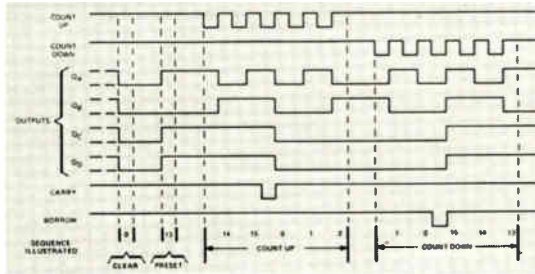 COUNT
UP
COUNT
DOWN
QA
QB
OUTPUTS
QC
QD
CARRY
BORROW
SEQUENCE
ILLUSTRATED
0 13 14 15 0 1 2 1 0 15 14 13
CLEAR PRESET COUNT UP COUNT DOWN